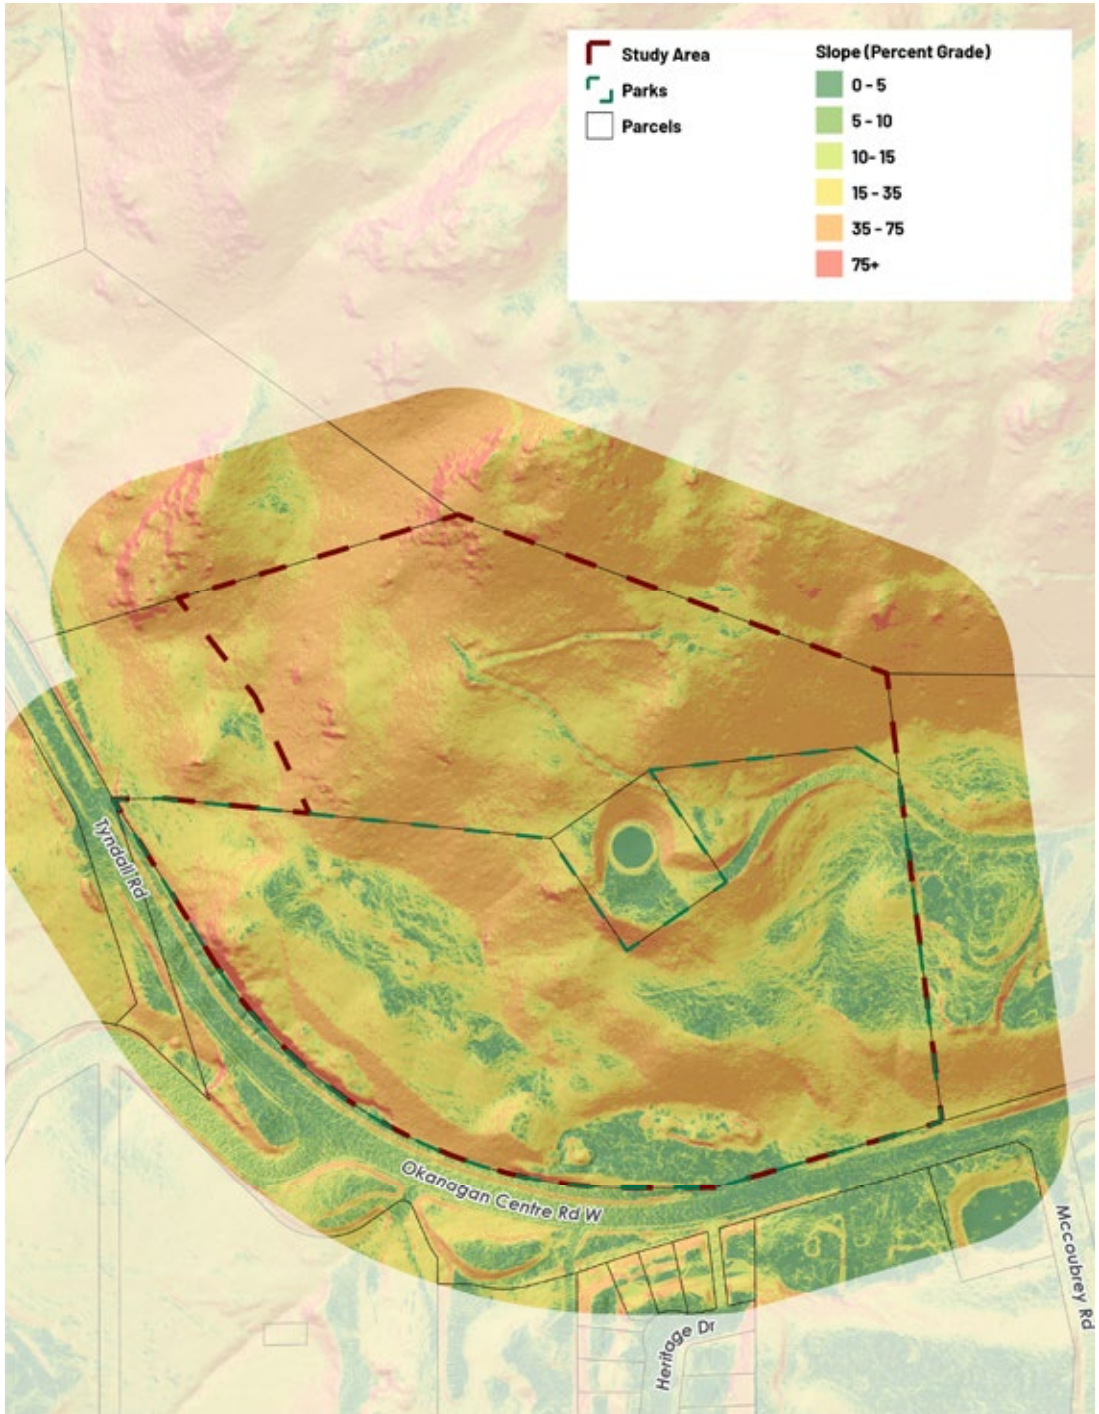 Study Area
Parks
Parcels
Slope (Percent Grade)
0 - 5
5 - 10
10- 15
15 - 35
35 - 75
75+
Tyndall Rd
Okanagan Centre Rd W
Mccoubrey Rd
Heritage Dr